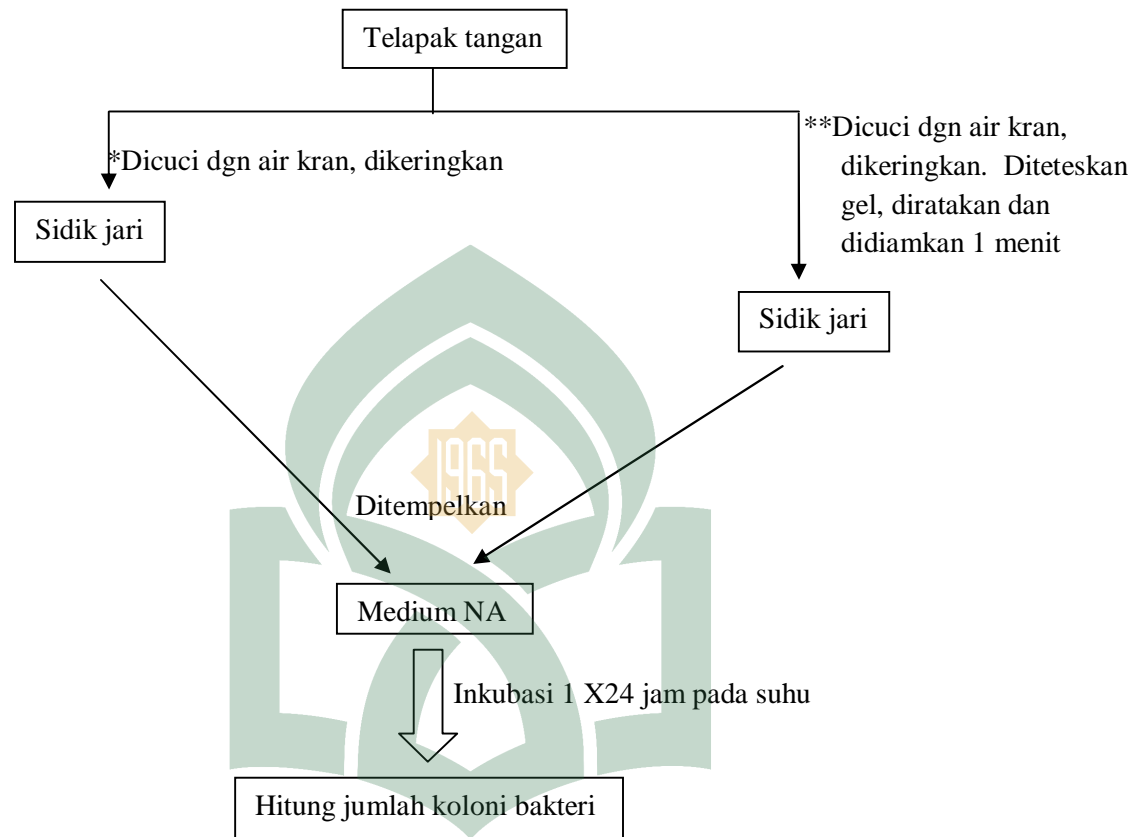 Telapak tangan
*Dicuci dgn air kran, dikeringkan
**Dicuci dgn air kran,
dikeringkan. Diteteskan
gel, diratakan dan
didiamkan 1 menit
Sidik jari
Sidik jari
1965
Ditempelkan
Medium NA
Inkubasi 1 X24 jam pada suhu
Hitung jumlah koloni bakteri